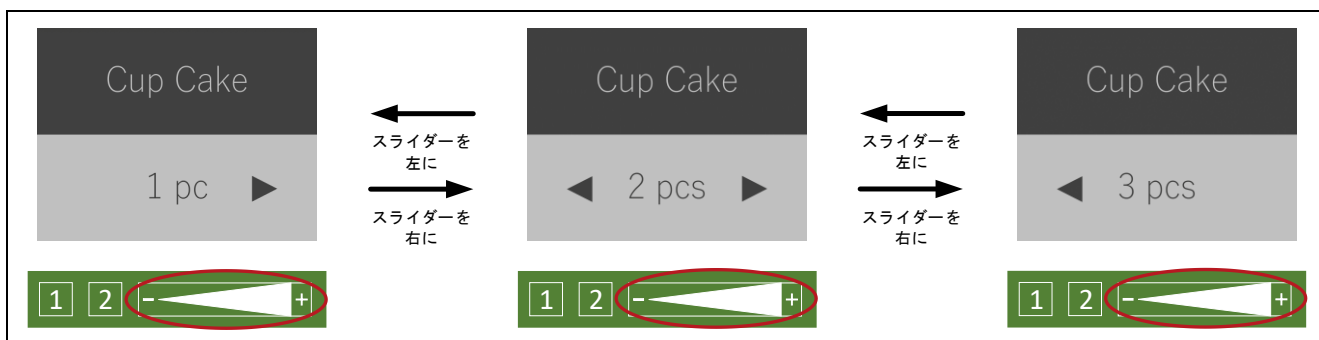 Cup Cake
1 pc ▶
1 2 - +
スライダーを
左に
スライダーを
右に
Cup Cake
◀ 2 pcs ▶
1 2 - +
スライダーを
左に
スライダーを
右に
Cup Cake
◀ 3 pcs
1 2 - +